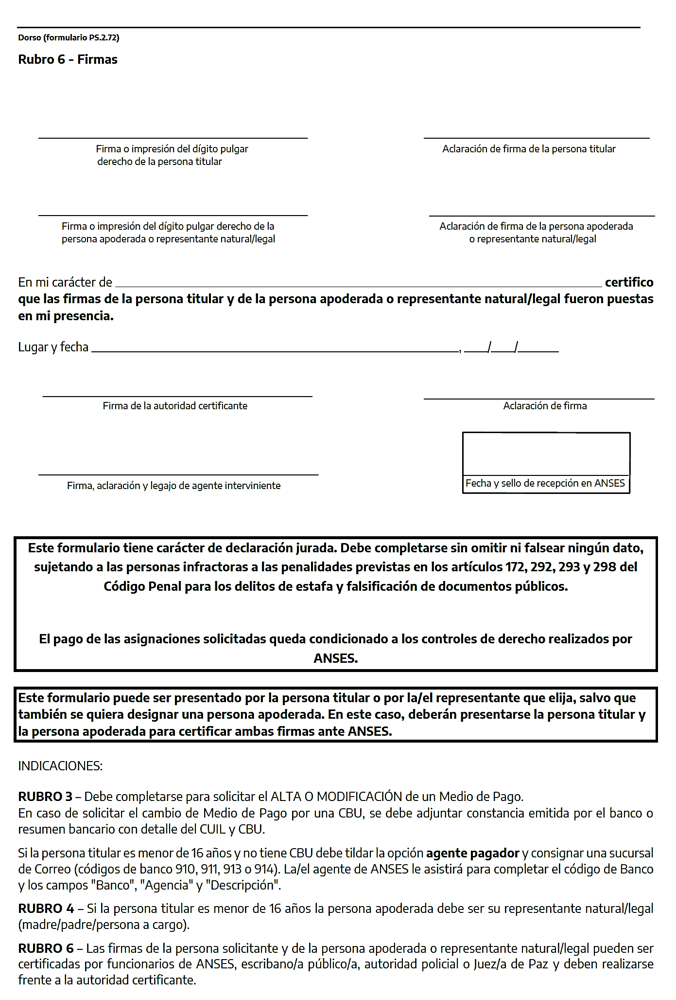 Dorso (formulario PS.2.72)
Rubro 6 - Firmas
Firma o impresión del dígito pulgar
derecho de la persona titular
Aclaración de firma de la persona titular
Firma o impresión del dígito pulgar derecho de la
persona apoderada o representante natural/legal
Aclaración de firma de la persona apoderada
o representante natural/legal
En mi carácter de ______________________________ certifico
que las firmas de la persona titular y de la persona apoderada o representante natural/legal fueron puestas
en mi presencia.
Lugar y fecha ______________________________, ___/___/_____
Firma de la autoridad certificante
Aclaración de firma
Firma, aclaración y legajo de agente interviniente
Fecha y sello de recepción en ANSES
Este formulario tiene carácter de declaración jurada. Debe completarse sin omitir ni falsear ningún dato,
sujetando a las personas infractoras a las penalidades previstas en los artículos 172, 292, 293 y 298 del
Código Penal para los delitos de estafa y falsificación de documentos públicos.
El pago de las asignaciones solicitadas queda condicionado a los controles de derecho realizados por
ANSES.
Este formulario puede ser presentado por la persona titular o por la/el representante que elija, salvo que
también se quiera designar una persona apoderada. En este caso, deberán presentarse la persona titular y
la persona apoderada para certificar ambas firmas ante ANSES.
INDICACIONES:
RUBRO 3 – Debe completarse para solicitar el ALTA O MODIFICACIÓN de un Medio de Pago.
En caso de solicitar el cambio de Medio de Pago por una CBU, se debe adjuntar constancia emitida por el banco o
resumen bancario con detalle del CUIL y CBU.
Si la persona titular es menor de 16 años y no tiene CBU debe tildar la opción agente pagador y consignar una sucursal
de Correo (códigos de banco 910, 911, 913 o 914). La/el agente de ANSES le asistirá para completar el código de Banco
y los campos "Banco", "Agencia" y "Descripción".
RUBRO 4 – Si la persona titular es menor de 16 años la persona apoderada debe ser su representante natural/legal
(madre/padre/persona a cargo).
RUBRO 6 – Las firmas de la persona solicitante y de la persona apoderada o representante natural/legal pueden ser
certificadas por funcionarios de ANSES, escribano/a público/a, autoridad policial o Juez/a de Paz y deben realizarse
frente a la autoridad certificante.